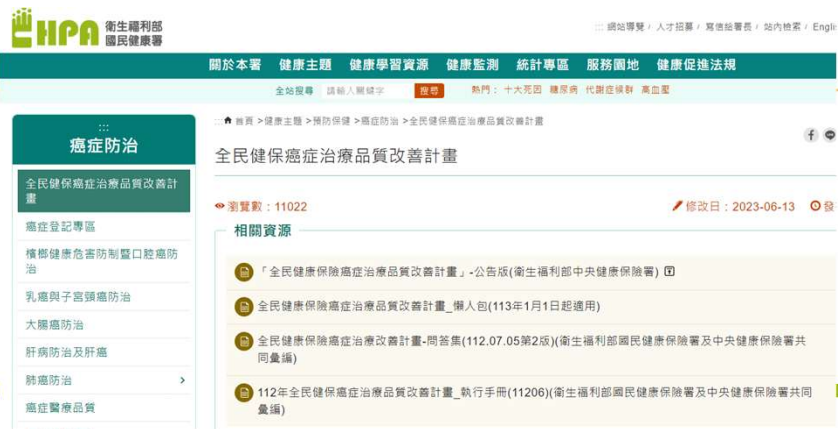 HPA 衛生福利部
國民健康署
::: 網站導覽 / 人才招募 / 寫信給署長 / 站內檢索 / Engli
關於本署 健康主題 健康學習資源 健康監測 統計專區 服務園地 健康促進法規
全站搜尋 請輸入關鍵字 搜尋 熱門： 十大死因 糖尿病 代謝症候群 高血壓
:::
癌症防治
全民健保癌症治療品質改善計
畫
癌症登記專區
檳榔健康危害防制暨口腔癌防
治
乳癌與子宮頸癌防治
大腸癌防治
肝病防治及肝癌
肺癌防治
癌症醫療品質
::: 首頁 >健康主題 >預防保健 >癌症防治 >全民健保癌症治療品質改善計畫
全民健保癌症治療品質改善計畫
瀏覽數：11022
修改日：2023-06-13 發
相關資源
「全民健康保險癌症治療品質改善計畫」-公告版(衛生福利部中央健康保險署)
全民健康保險癌症治療品質改善計畫_懶人包(113年1月1日起適用)
全民健康保險癌症治療改善計畫-問答集(112.07.05第2版)(衛生福利部國民健康保險署及中央健康保險署共
同彙編)
112年全民健保癌症治療品質改善計畫_執行手冊(11206)(衛生福利部國民健康保險署及中央健康保險署共同
彙編)